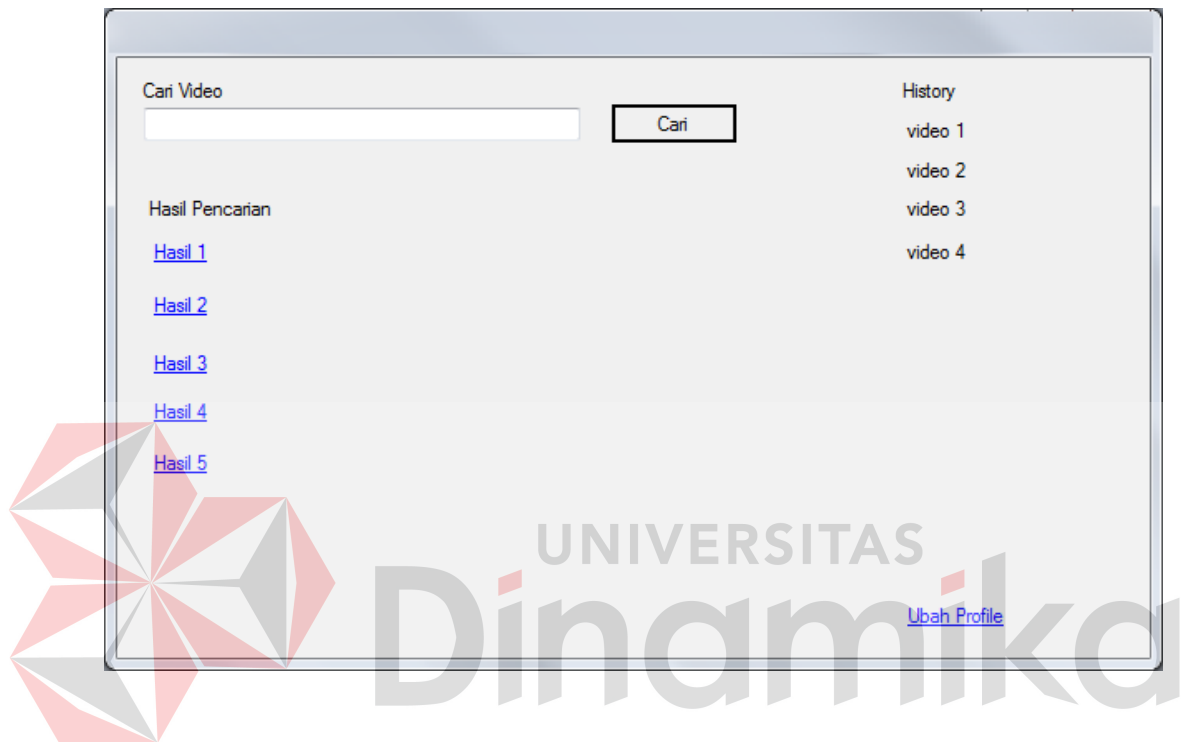 Cari Video
Cari
Hasil Pencarian
Hasil 1
Hasil 2
Hasil 3
Hasil 4
Hasil 5
History
video 1
video 2
video 3
video 4
Ubah Profile
UNIVERSITAS
Dinamika